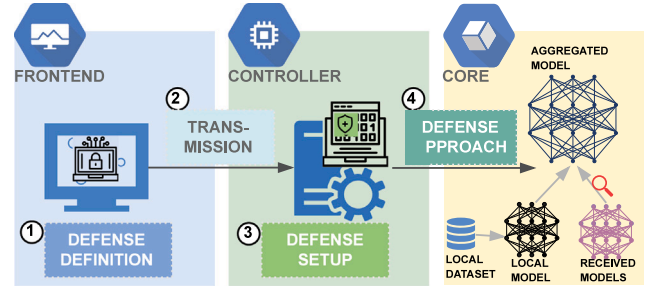 FRONTEND
CONTROLLER
CORE
AGGREGATED
MODEL
2
TRANS-
MISSION
4
DEFENSE
PPROACH
1
DEFENSE
DEFINITION
3
DEFENSE
SETUP
LOCAL
DATASET
LOCAL
MODEL
RECEIVED
MODELS